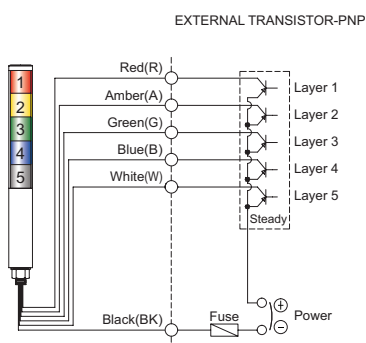 EXTERNAL TRANSISTOR-PNP
Red(R)
Layer 1
Amber(A)
Layer 2
Green(G)
Layer 3
Blue(B)
Layer 4
White(W)
Layer 5
1
2
3
4
5
Steady
Black(BK)
Fuse
+
Power
−